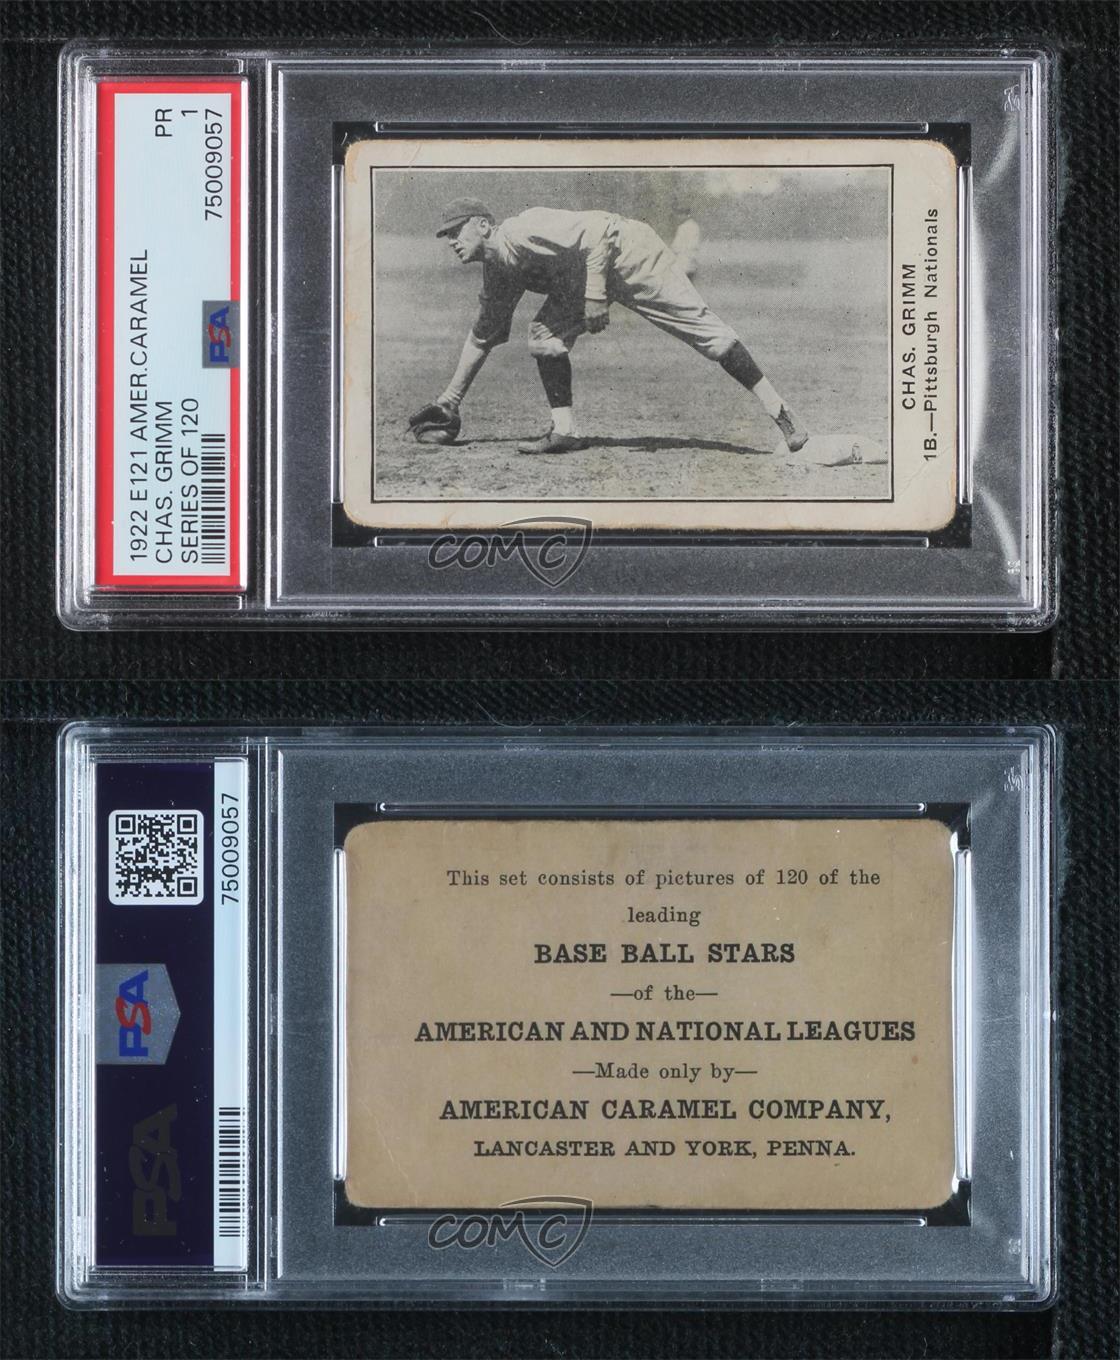 1922 E121 AMER.CARAMEL
CHAS. GRIMM
SERIES OF 120
PR
1
75009057
PSA
CHAS. GRIMM
1B.—Pittsburgh Nationals
COMC
75009057
PSA
PSA
This set consists of pictures of 120 of the
leading
BASE BALL STARS
—of the—
AMERICAN AND NATIONAL LEAGUES
—Made only by—
AMERICAN CARAMEL COMPANY,
LANCASTER AND YORK, PENNA.
COMC